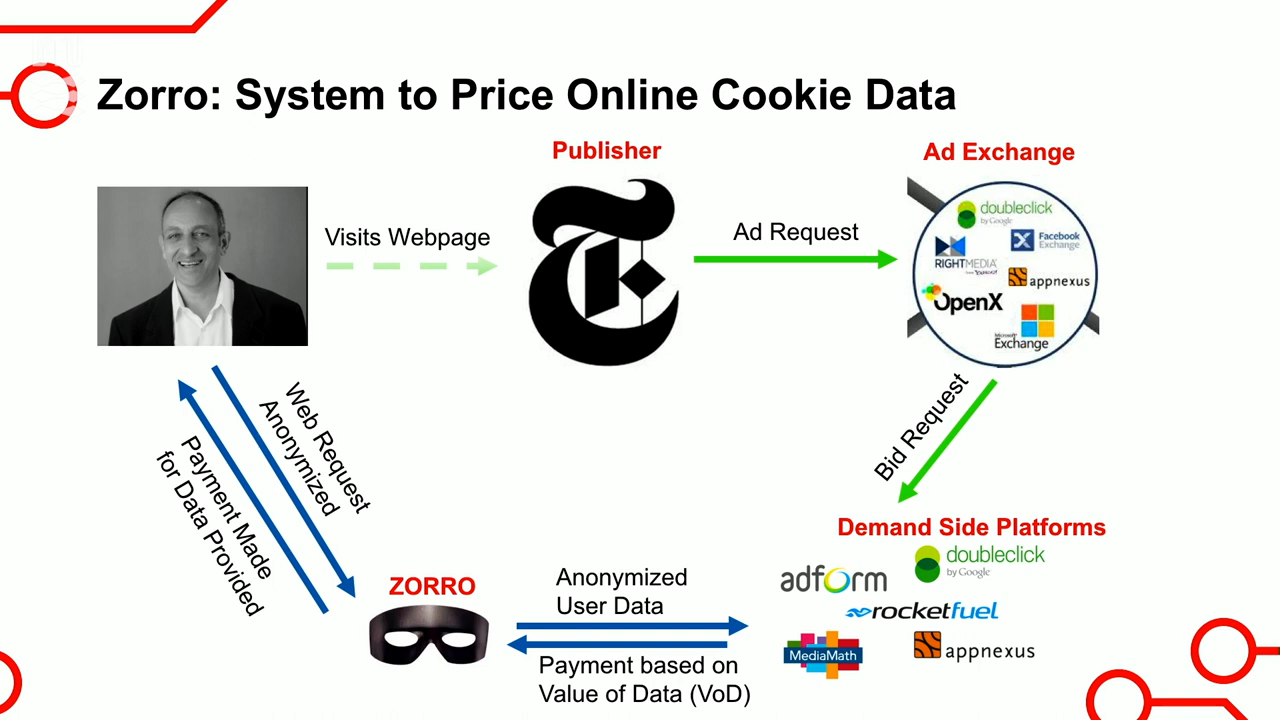 Zorro: System to Price Online Cookie Data
Publisher
Ad Exchange
Visits Webpage
Ad Request
doubleclick
by Google
Facebook
Exchange
RIGHTMEDIA
from YAHOO!
appnexus
OpenX
Microsoft
Exchange
Web Request
Anonymized
Payment Made
for Data Provided
Bid Request
Demand Side Platforms
doubleclick
by Google
adform
rocketfuel
MediaMath
appnexus
ZORRO
Anonymized
User Data
Payment based on
Value of Data (VoD)